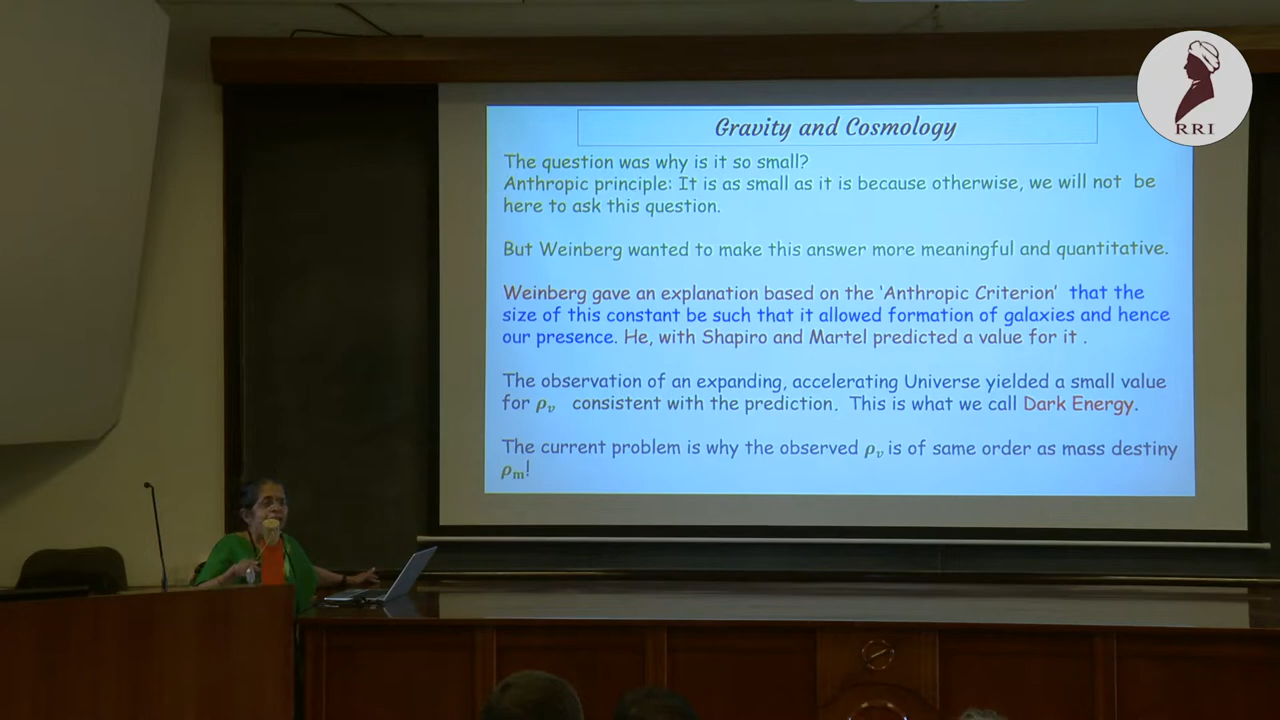 RRI
Gravity and Cosmology
The question was why is it so small?
Anthropic principle: It is as small as it is because otherwise, we will not be
here to ask this question.
But Weinberg wanted to make this answer more meaningful and quantitative.
Weinberg gave an explanation based on the 'Anthropic Criterion' that the
size of this constant be such that it allowed formation of galaxies and hence
our presence. He, with Shapiro and Martel predicted a value for it .
The observation of an expanding, accelerating Universe yielded a small value
for ρᵥ consistent with the prediction. This is what we call Dark Energy.
The current problem is why the observed ρᵥ is of same order as mass destiny
ρₘ!